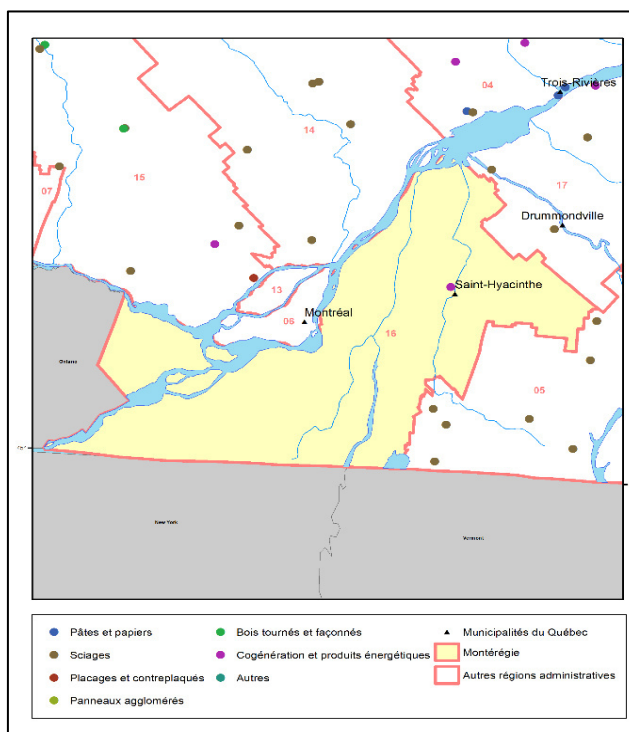 04
Trois-Rivières
14
07
15
17
Drummondville
13
Saint-Hyacinthe
06
Montréal
16
Ontario
05
New York
Vermont
Pâtes et papiers
Bois tournés et façonnés
Municipalités du Québec
Sciages
Cogénération et produits énergétiques
Montérégie
Placages et contreplaqués
Autres
Autres régions administratives
Panneaux agglomérés